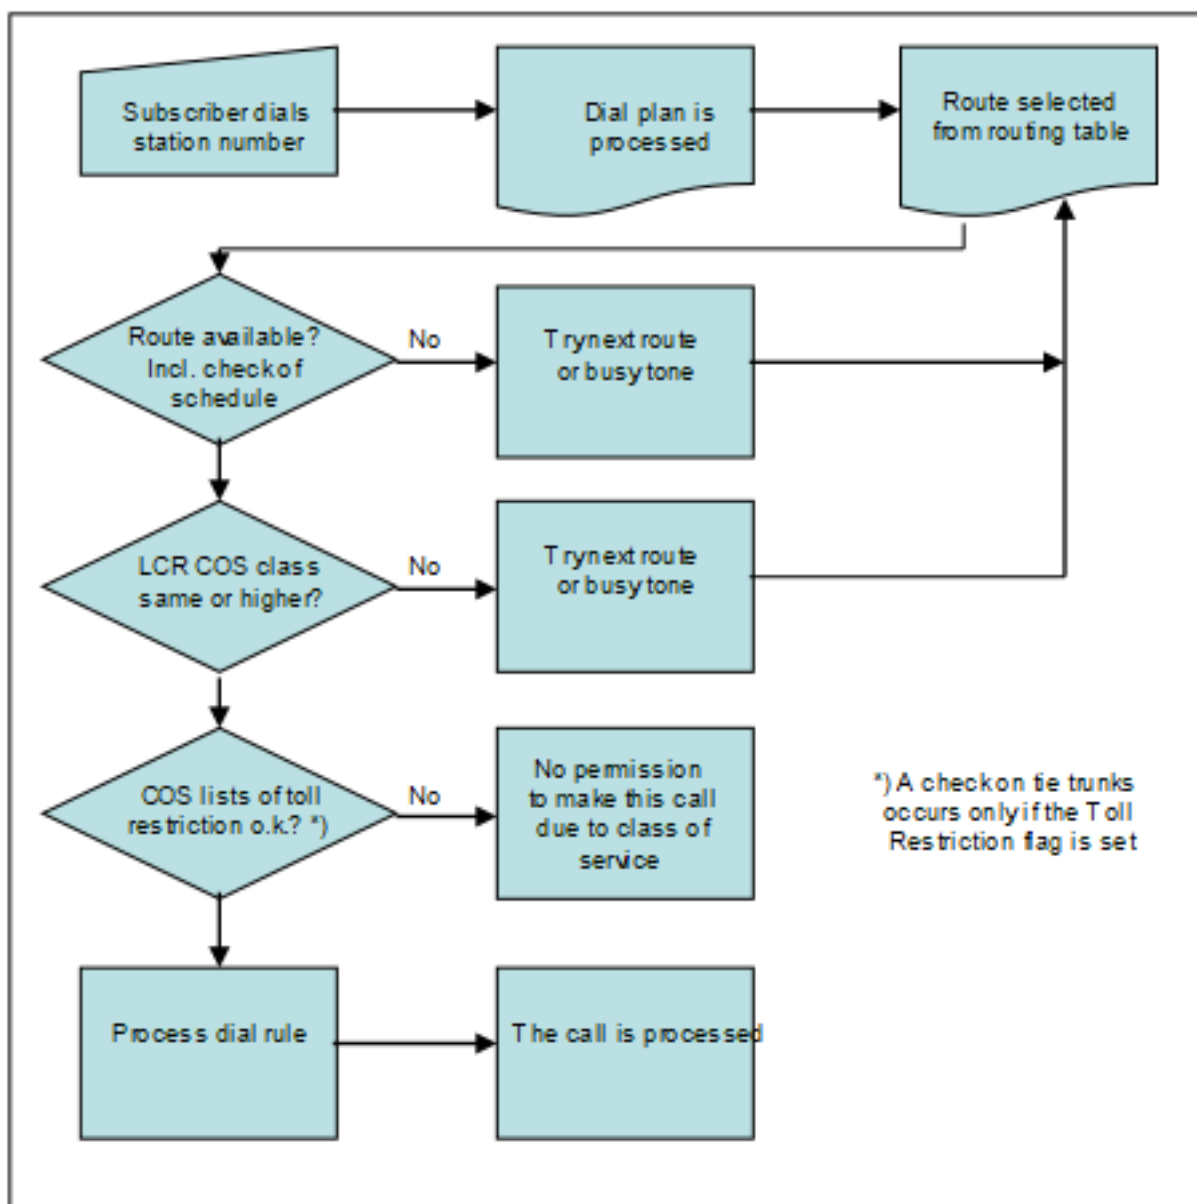 Subscriber dials
station number
Dial plan is
processed
Route selected
from routing table
Route available?
Incl. check of
schedule
No
Try next route
or busy tone
LCR COS class
same or higher?
No
Try next route
or busy tone
COS lists of toll
restriction o.k.? *)
No
No permission
to make this call
due to class of
service
*) A check on tie trunks
occurs only if the Toll
Restriction flag is set
Process dial rule
The call is processed